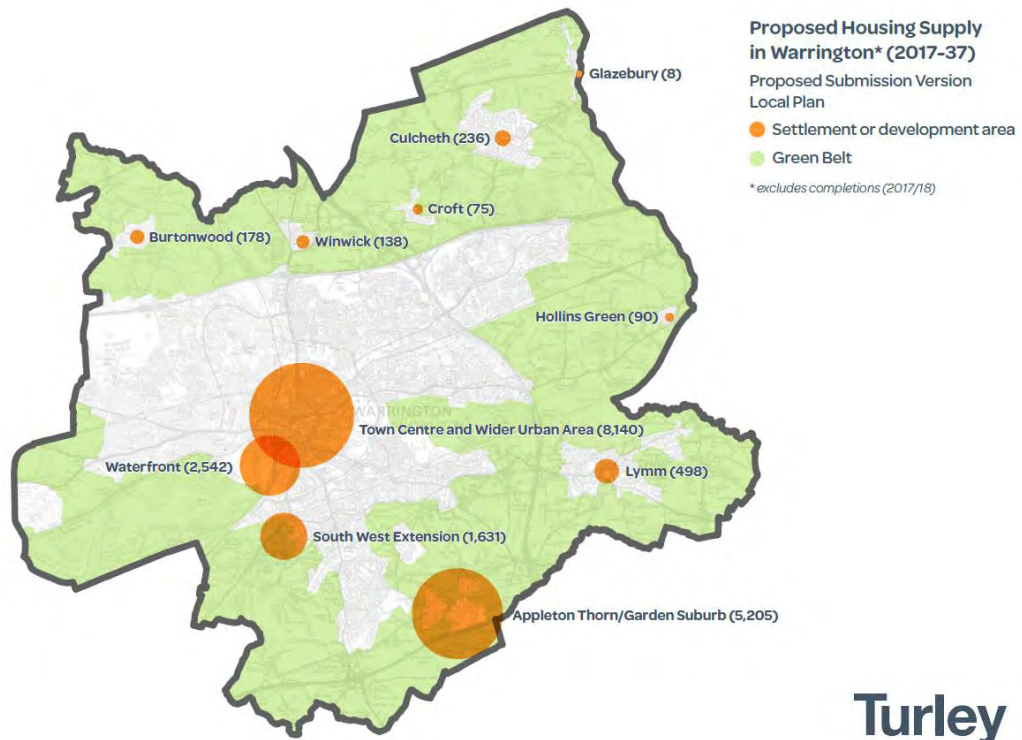 Proposed Housing Supply
in Warrington* (2017-37)
Proposed Submission Version
Local Plan
Settlement or development area
Green Belt
* excludes completions (2017/18)
Glazebury (8)
Culcheth (236)
Croft (75)
Burtonwood (178)
Winwick (138)
Hollins Green (90)
WARRINGTON
Town Centre and Wider Urban Area (8,140)
Waterfront (2,542)
Lymm (498)
South West Extension (1,631)
Appleton Thorn/Garden Suburb (5,205)
Turley